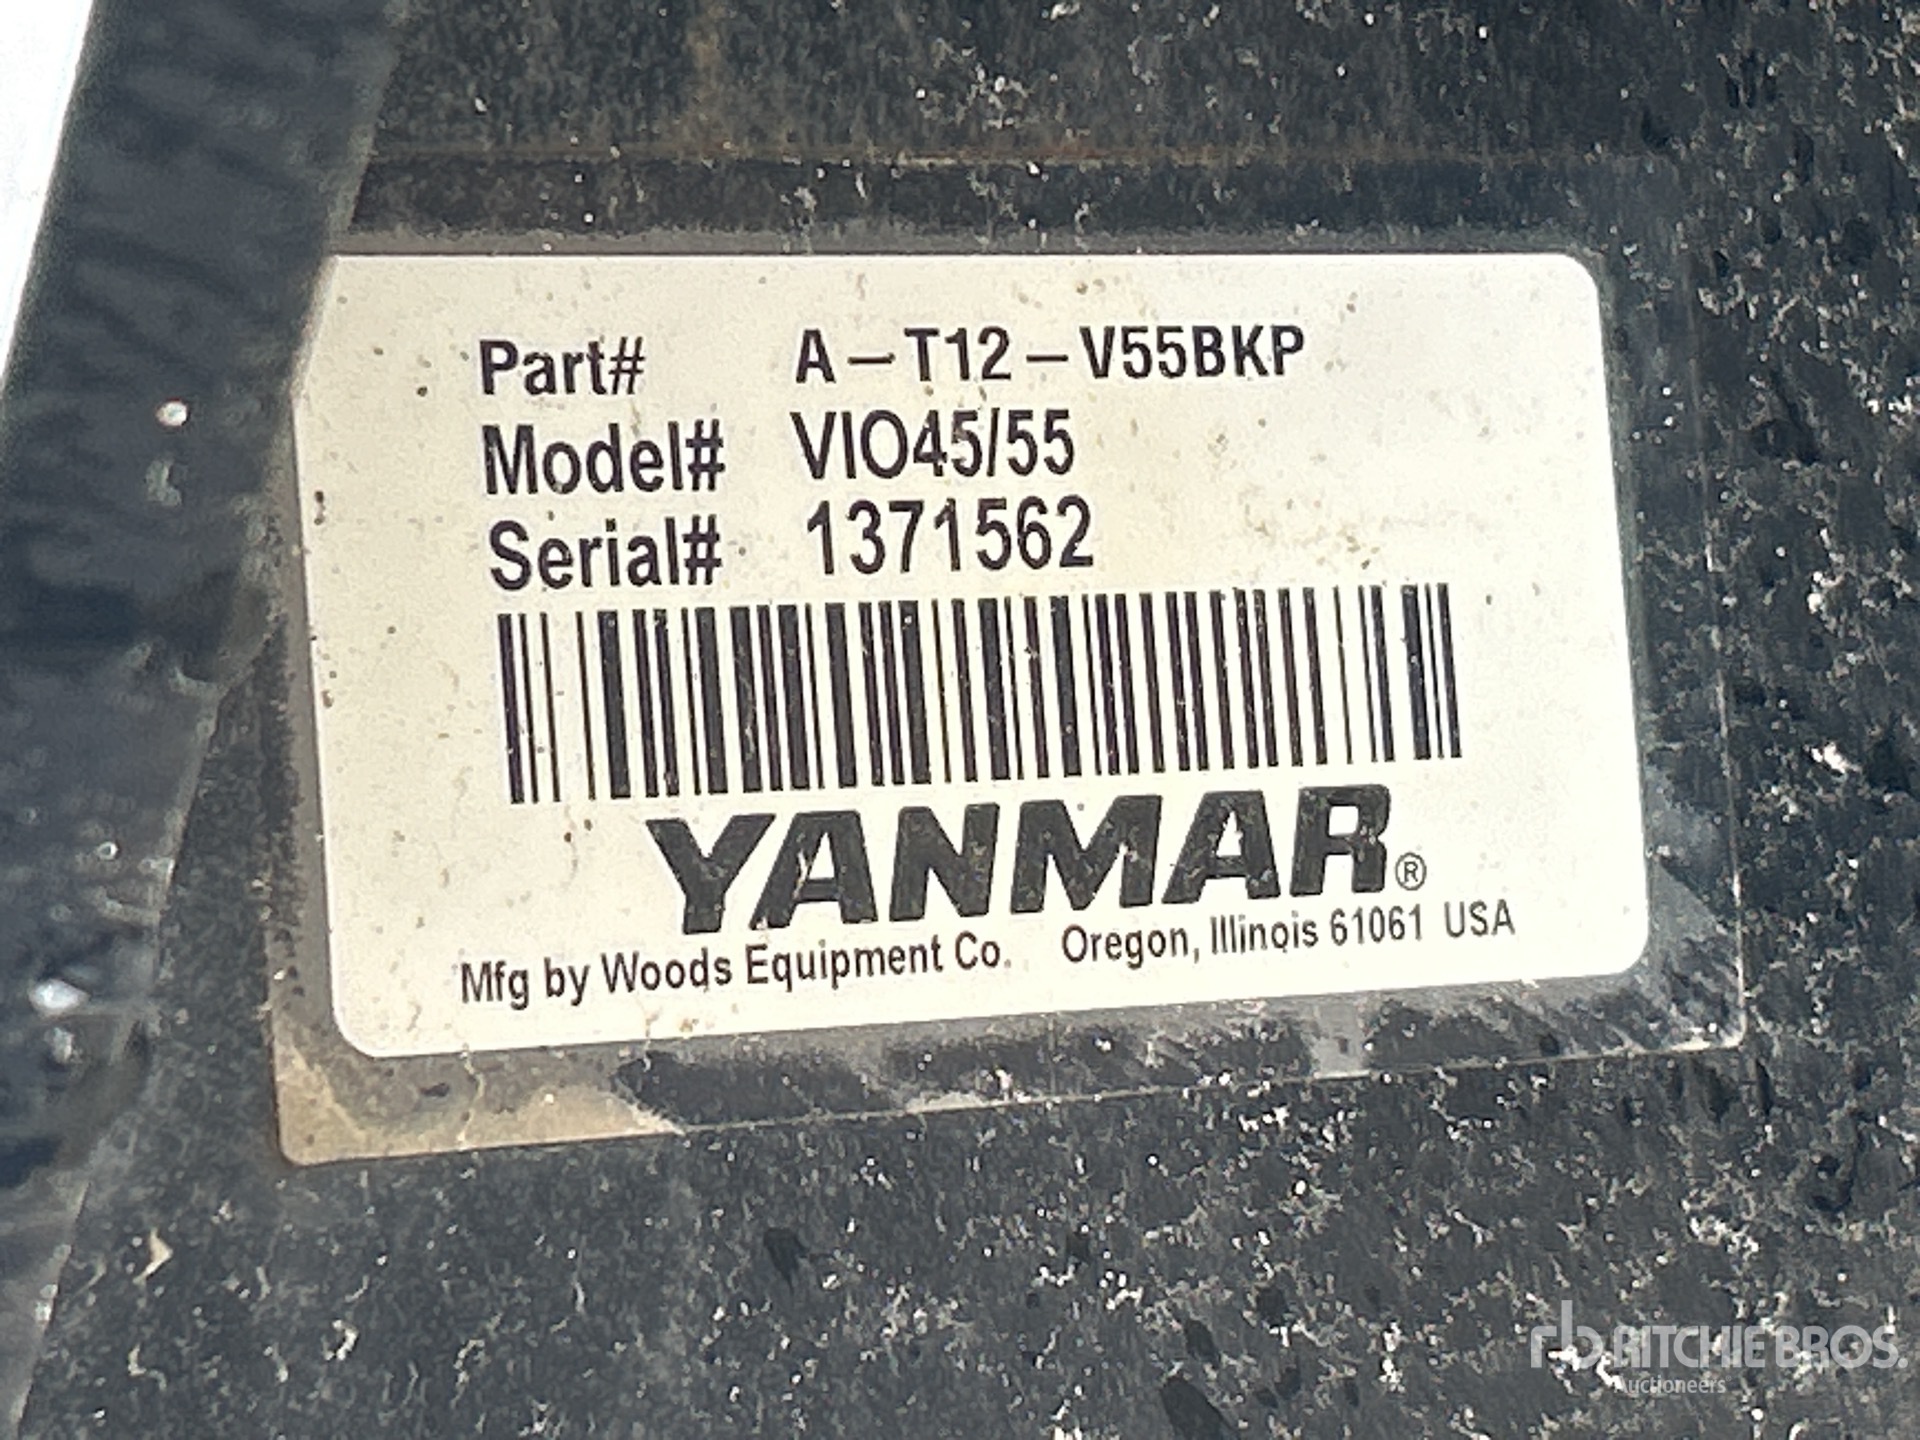 Part# A-T12-V55BKP
Model# VIO45/55
Serial# 1371562
YANMAR®
Mfg by Woods Equipment Co. Oregon, Illinois 61061 USA
rb RITCHIE BROS.
Auctioneers